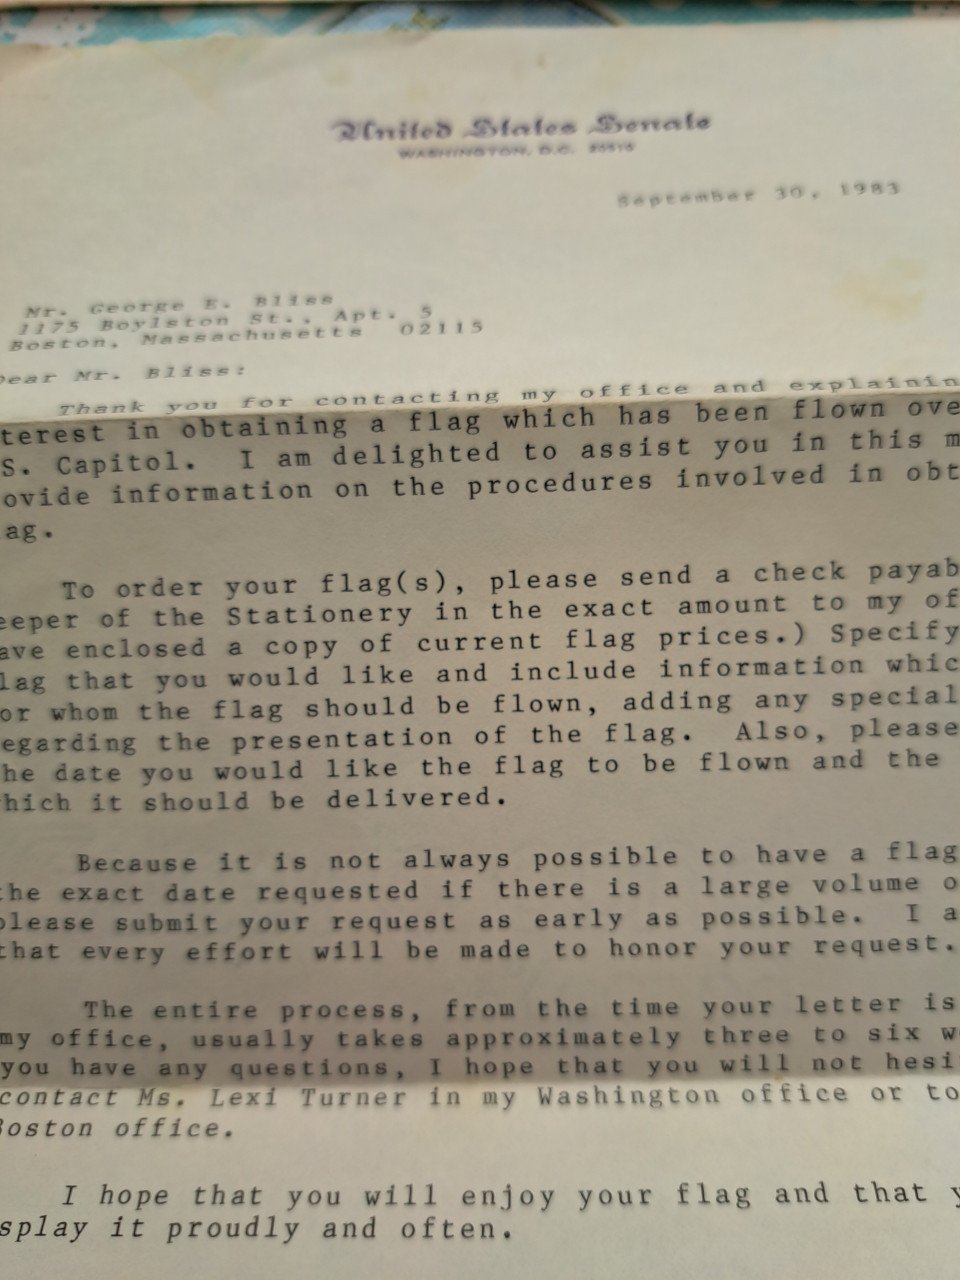 United States Senate
WASHINGTON, D.C. 20510
September 30, 1983
Mr. George E. Bliss
1175 Boylston St., Apt. 5
Boston, Massachusetts 02115
Dear Mr. Bliss:
Thank you for contacting my office and explainin
terest in obtaining a flag which has been flown ove
S. Capitol. I am delighted to assist you in this m
ovide information on the procedures involved in obt
ag.
To order your flag(s), please send a check payab
eeper of the Stationery in the exact amount to my of
ave enclosed a copy of current flag prices.) Specify
lag that you would like and include information whic
or whom the flag should be flown, adding any special
egarding the presentation of the flag. Also, please
he date you would like the flag to be flown and the
hich it should be delivered.
Because it is not always possible to have a flag
the exact date requested if there is a large volume o
please submit your request as early as possible. I a
that every effort will be made to honor your request.
The entire process, from the time your letter is
my office, usually takes approximately three to six w
you have any questions, I hope that you will not hesi
contact Ms. Lexi Turner in my Washington office or to
Boston office.
I hope that you will enjoy your flag and that y
splay it proudly and often.